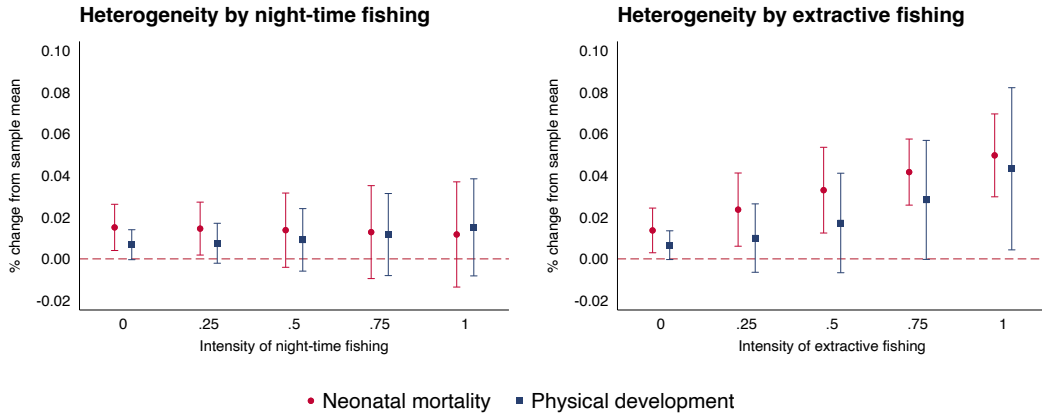 Heterogeneity by night-time fishing
% change from sample mean
0.10
0.08
0.06
0.04
0.02
0.00
-0.02
0 .25 .5 .75 1
Intensity of night-time fishing
Heterogeneity by extractive fishing
% change from sample mean
0.10
0.08
0.06
0.04
0.02
0.00
-0.02
0 .25 .5 .75 1
Intensity of extractive fishing
Neonatal mortality Physical development